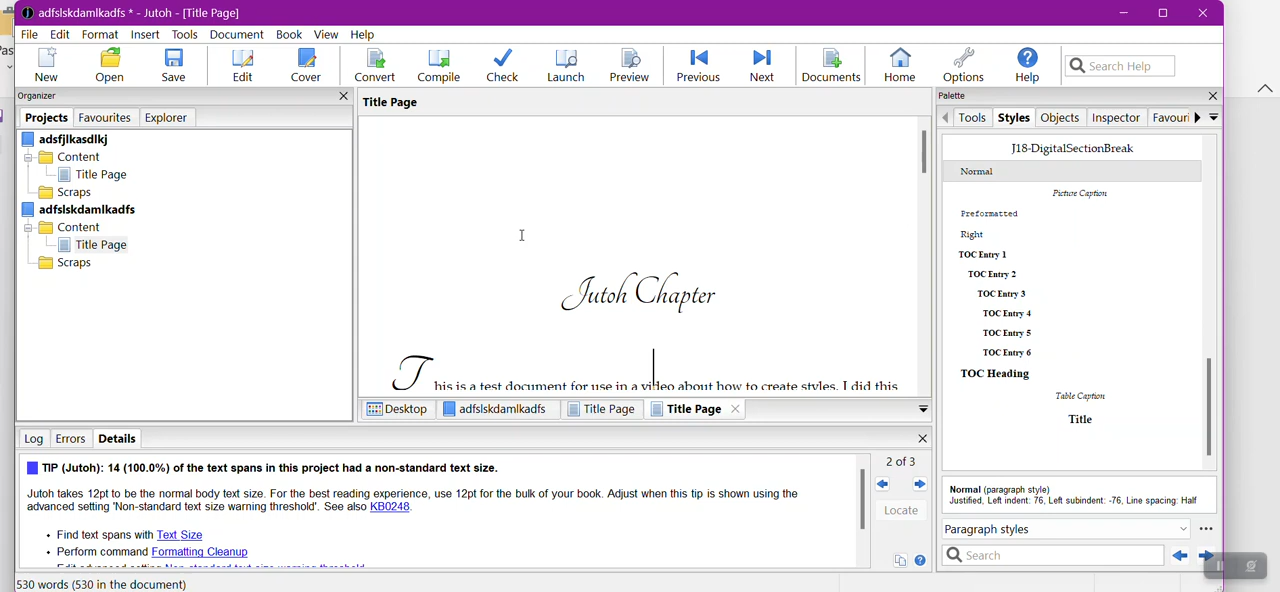 adfslskdamlkadfs * - Jutoh - [Title Page]
File Edit Format Insert Tools Document Book View Help
New Open Save Edit Cover Convert Compile Check Launch Preview Previous Next Documents Home Options Help Search Help
Organizer
Projects Favourites Explorer
adsfjlkasdlkj
Content
Title Page
Scraps
adfslskdamlkadfs
Content
Title Page
Scraps
Title Page
Jutoh Chapter
This is a test document for use in a video about how to create styles. I did this
Desktop adfslskdamlkadfs Title Page Title Page
Palette
Tools Styles Objects Inspector Favouri
J18-DigitalSectionBreak
Normal
Picture Caption
Preformatted
Right
TOC Entry 1
TOC Entry 2
TOC Entry 3
TOC Entry 4
TOC Entry 5
TOC Entry 6
TOC Heading
Table Caption
Title
Normal (paragraph style)
Justified, Left indent: 76, Left subindent: -76, Line spacing: Half
Paragraph styles
Search
Log Errors Details
TIP (Jutoh): 14 (100.0%) of the text spans in this project had a non-standard text size.
Jutoh takes 12pt to be the normal body text size. For the best reading experience, use 12pt for the bulk of your book. Adjust when this tip is shown using the
advanced setting 'Non-standard text size warning threshold'. See also KB0248.
• Find text spans with Text Size
• Perform command Formatting Cleanup
• Edit advanced setting Non-standard text size warning threshold
2 of 3
Locate
530 words (530 in the document)